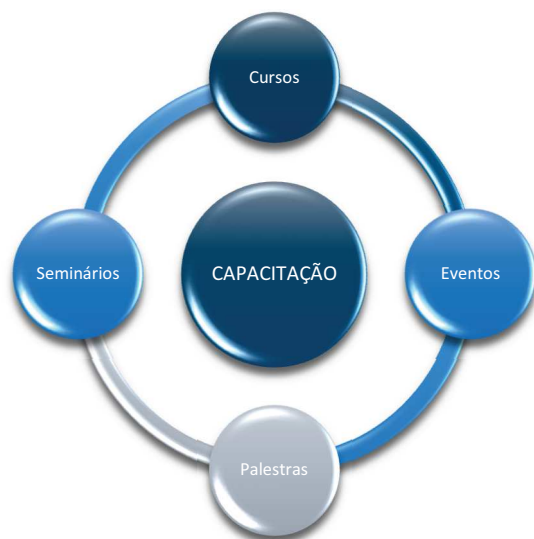 Cursos
Seminários
CAPACITAÇÃO
Eventos
Palestras